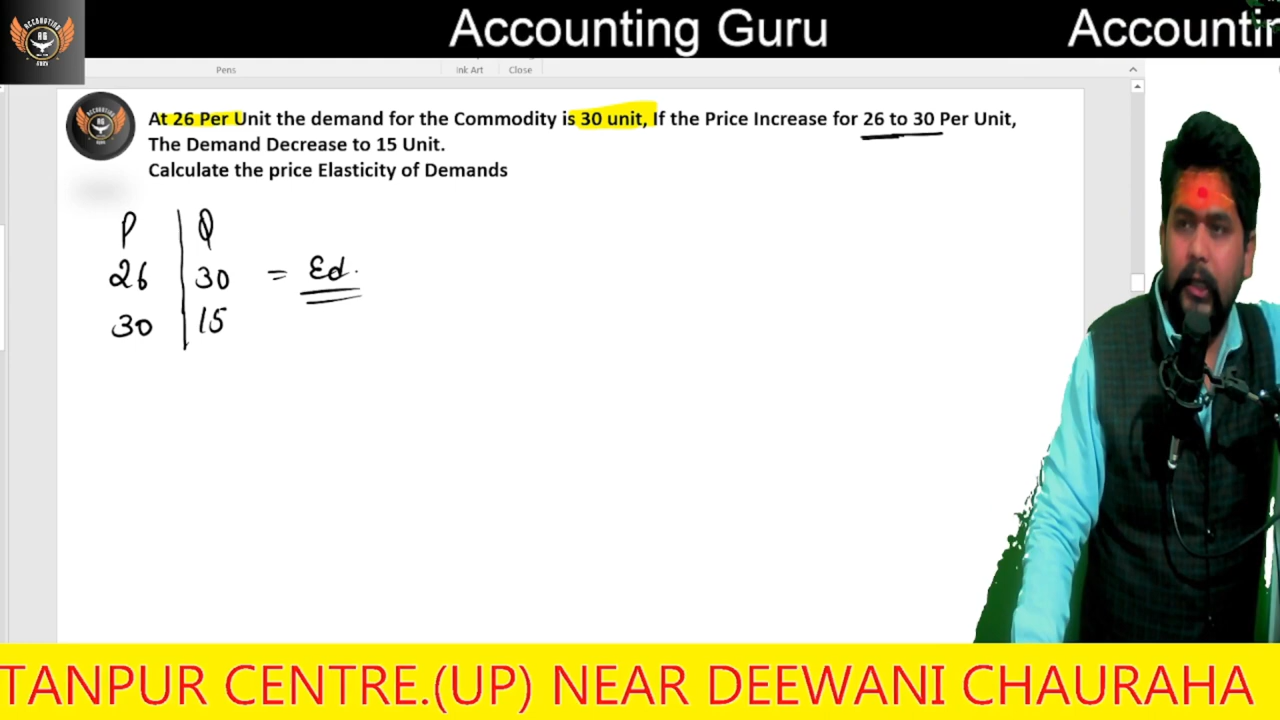 Accounting Guru
Accountin
Pens
Ink Art
Close
At 26 Per Unit the demand for the Commodity is 30 unit, If the Price Increase for 26 to 30 Per Unit,
The Demand Decrease to 15 Unit.
Calculate the price Elasticity of Demands
P Q
26 30 = Ed.
30 15
TANPUR CENTRE.(UP) NEAR DEEWANI CHAURAHA